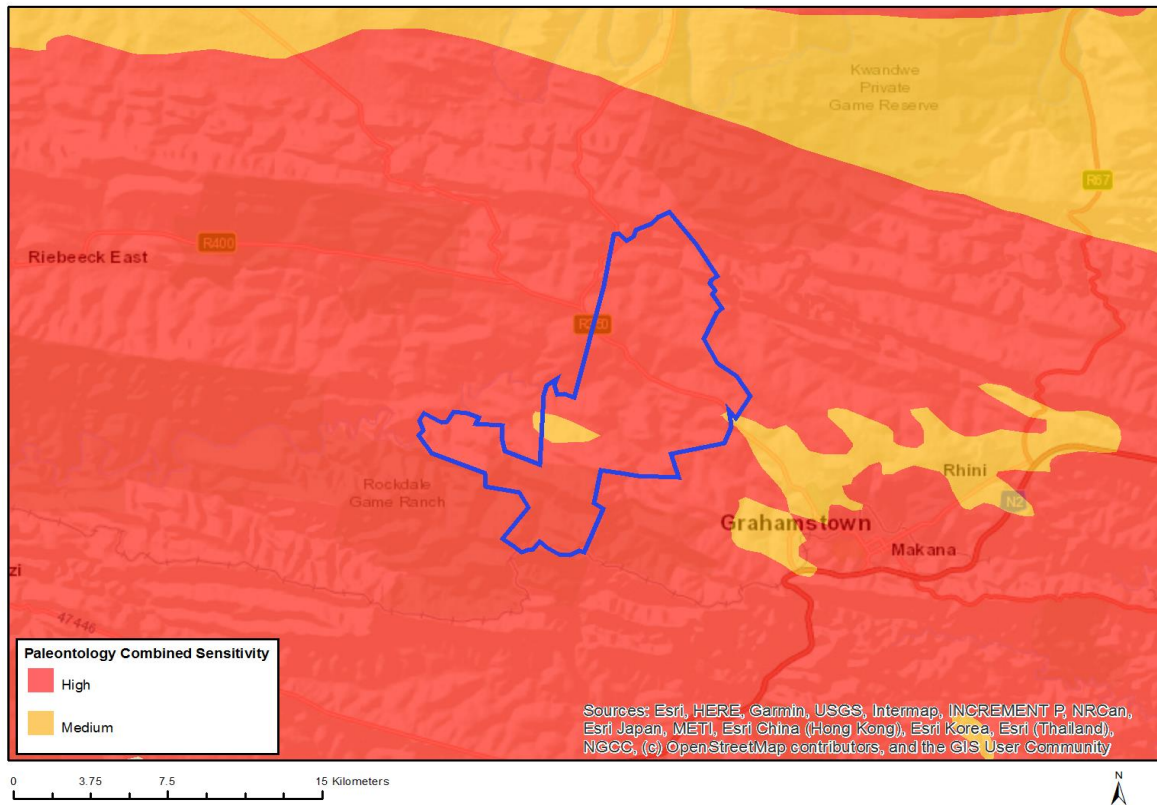 Kwandwe
Private
Game Reserve
R67
R400
Riebeeck East
Rockdale
Game Ranch
Rhini
N2
Grahamstown
Makana
zi
47446
Paleontology Combined Sensitivity
High
Medium
Sources: Esri, HERE, Garmin, USGS, Intermap, INCREMENT P, NRCan,
Esri Japan, METI, Esri China (Hong Kong), Esri Korea, Esri (Thailand),
NGCC, (c) OpenStreetMap contributors, and the GIS User Community
0 3.75 7.5 15 Kilometers
N